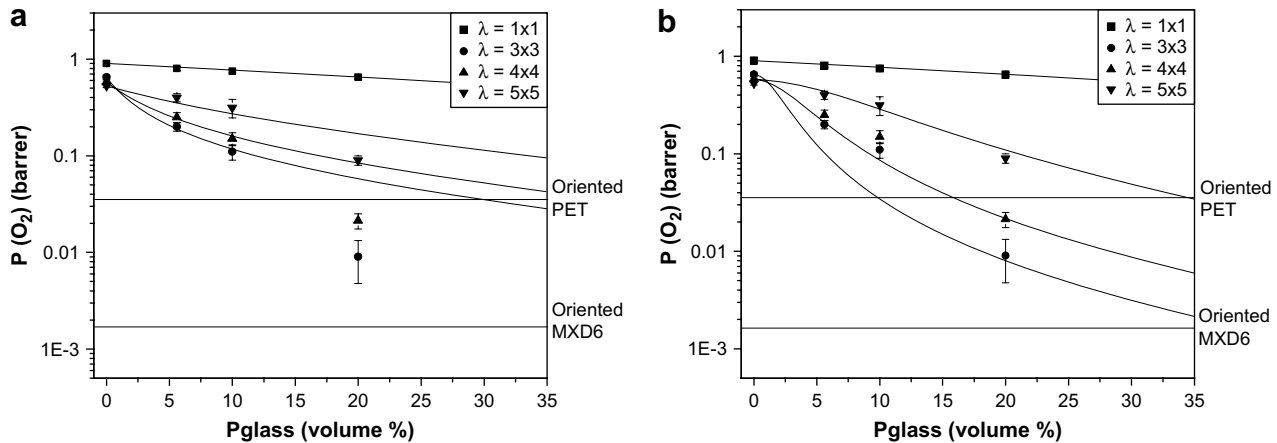 a
P (O₂) (barrer)
1
0.1
0.01
1E-3
0 5 10 15 20 25 30 35
Pglass (volume %)
λ = 1x1
λ = 3x3
λ = 4x4
λ = 5x5
Oriented
PET
Oriented
MXD6
b
P (O₂) (barrer)
1
0.1
0.01
1E-3
0 5 10 15 20 25 30 35
Pglass (volume %)
λ = 1x1
λ = 3x3
λ = 4x4
λ = 5x5
Oriented
PET
Oriented
MXD6